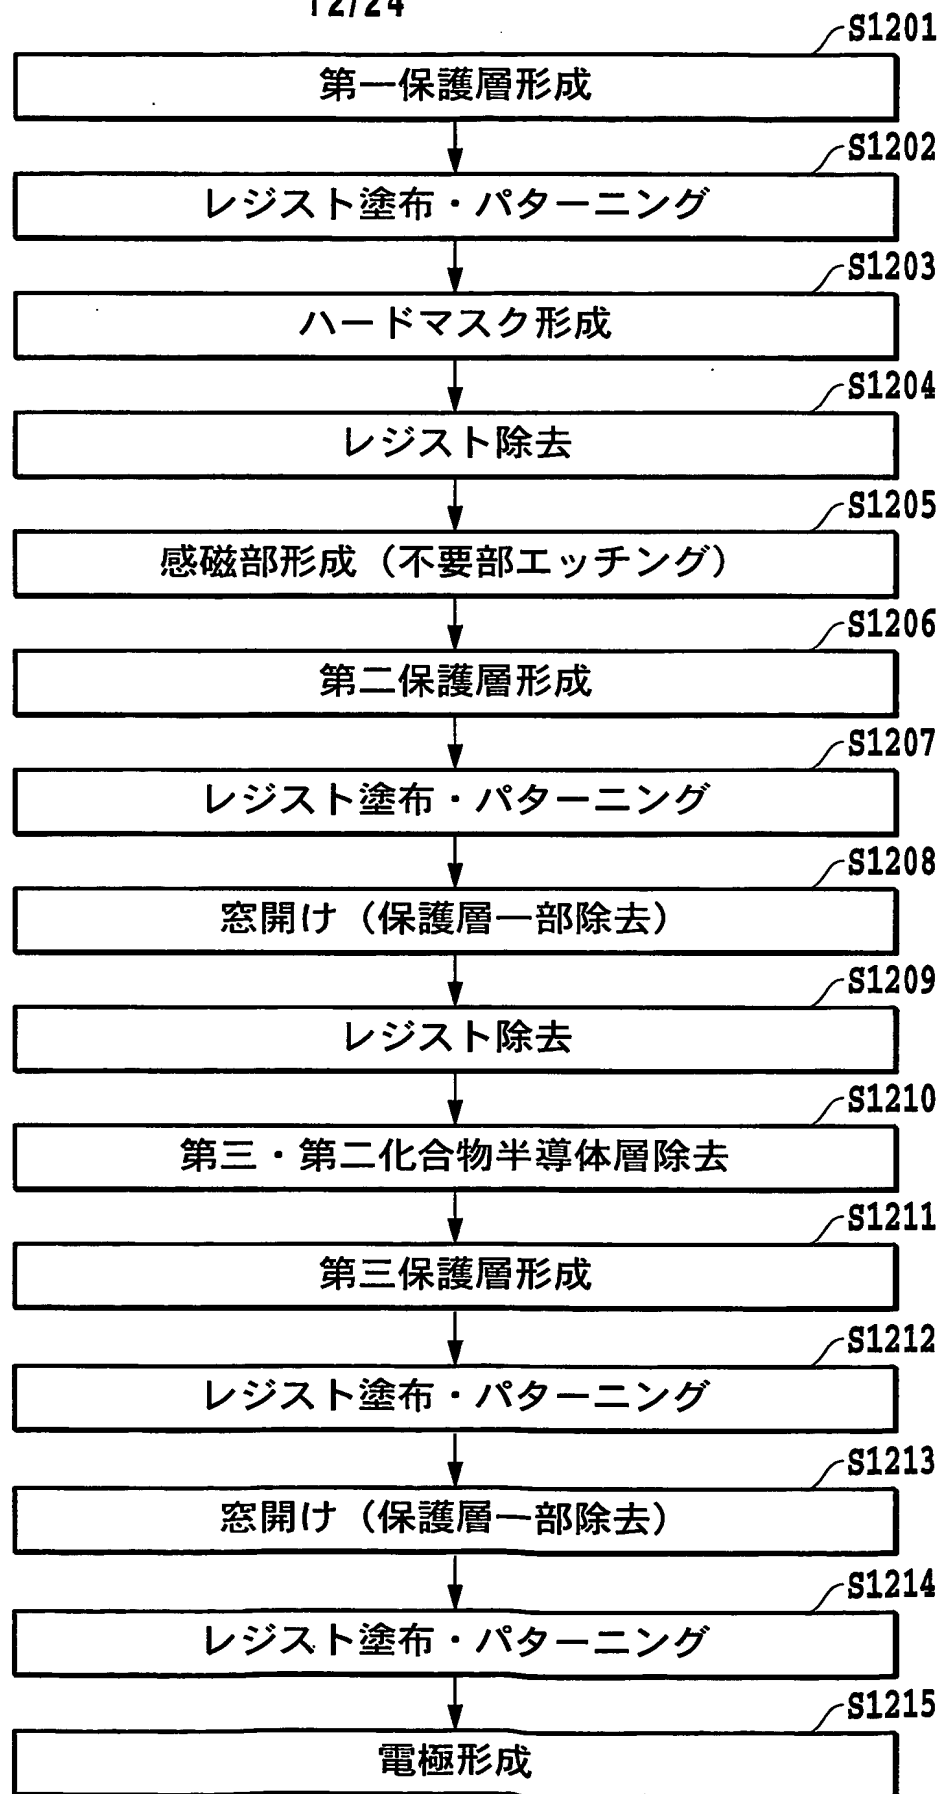 12/24
S1201
第一保護層形成
S1202
レジスト塗布・パターニング
S1203
ハードマスク形成
S1204
レジスト除去
S1205
感磁部形成（不要部エッチング）
S1206
第二保護層形成
S1207
レジスト塗布・パターニング
S1208
窓開け（保護層一部除去）
S1209
レジスト除去
S1210
第三・第二化合物半導体層除去
S1211
第三保護層形成
S1212
レジスト塗布・パターニング
S1213
窓開け（保護層一部除去）
S1214
レジスト塗布・パターニング
S1215
電極形成